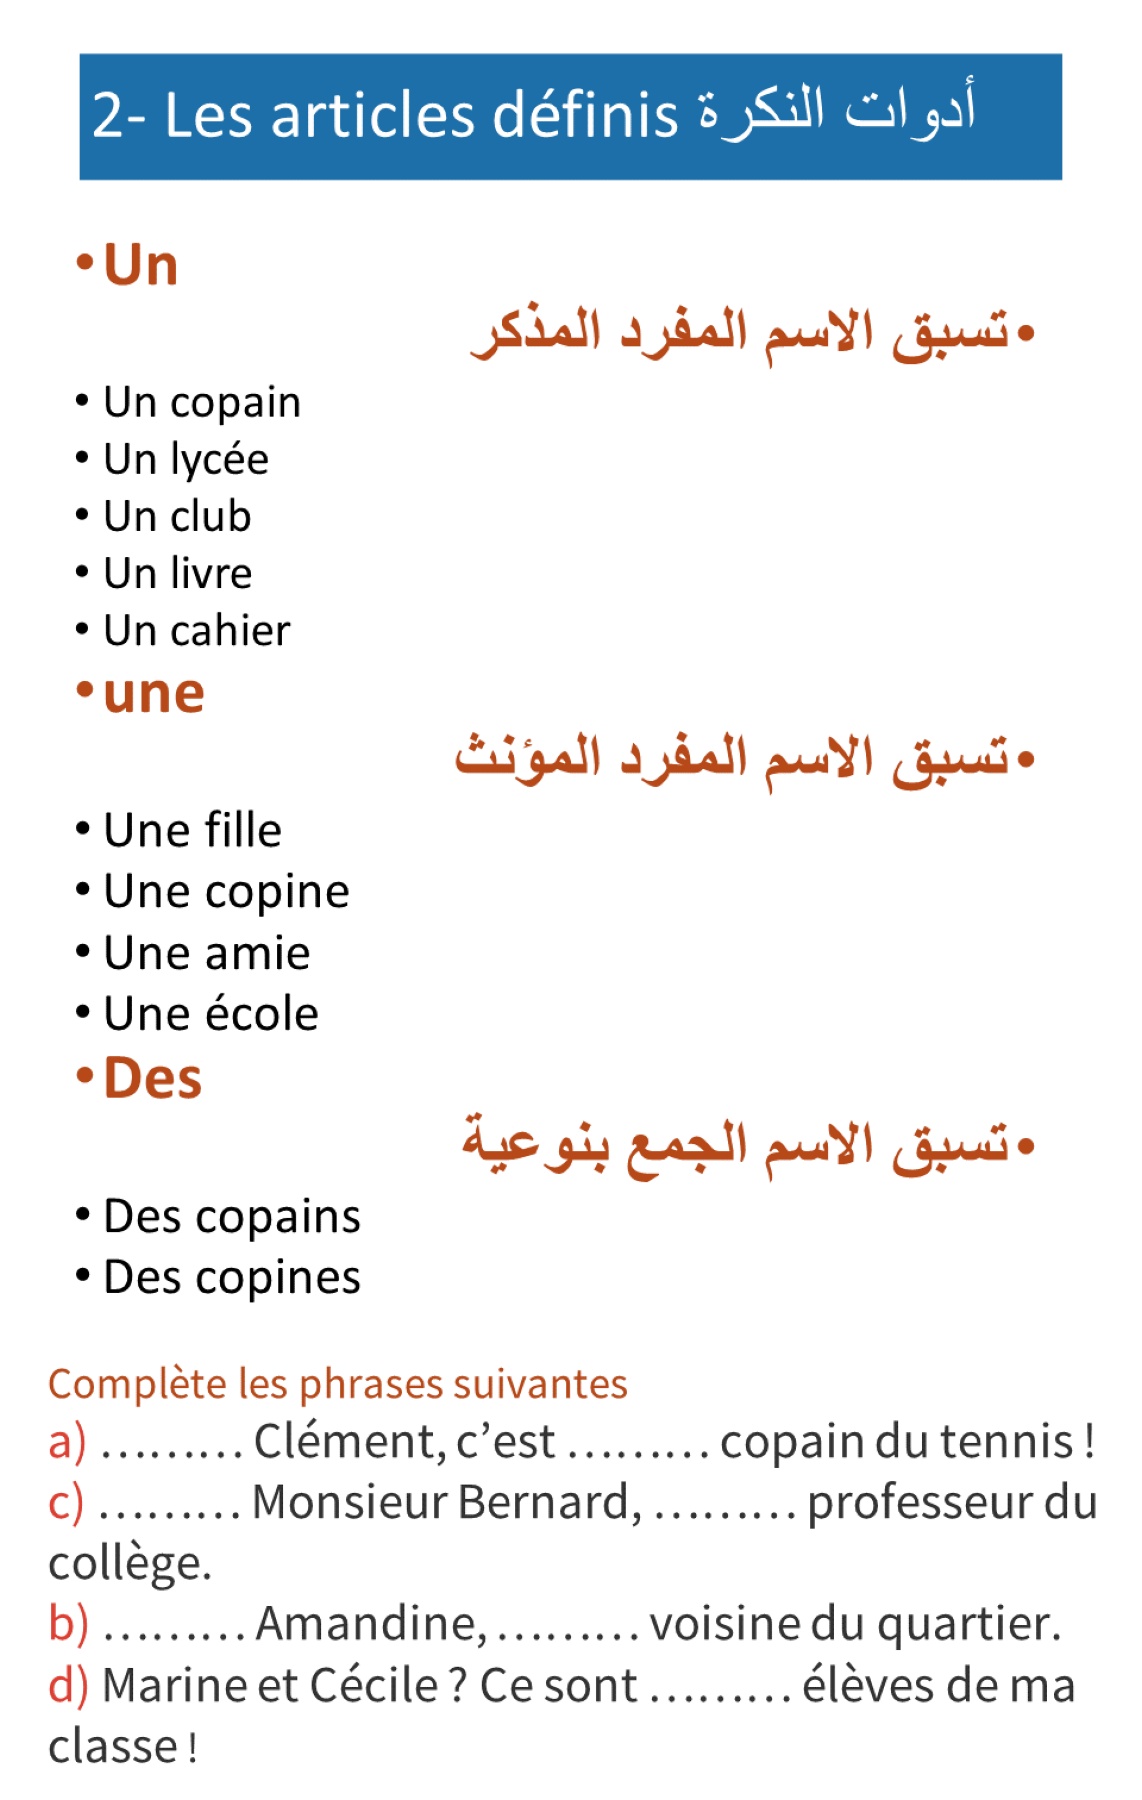 2- Les articles définis أدوات النكرة
•Un
•تسبق الاسم المفرد المذكر
• Un copain
• Un lycée
• Un club
• Un livre
• Un cahier
•une
•تسبق الاسم المفرد المؤنث
• Une fille
• Une copine
• Une amie
• Une école
•Des
•تسبق الاسم الجمع بنوعية
• Des copains
• Des copines
Complète les phrases suivantes
a) ……… Clément, c’est ……… copain du tennis !
c) ……… Monsieur Bernard, ……… professeur du
collège.
b) ……… Amandine, ……… voisine du quartier.
d) Marine et Cécile ? Ce sont ……… élèves de ma
classe !